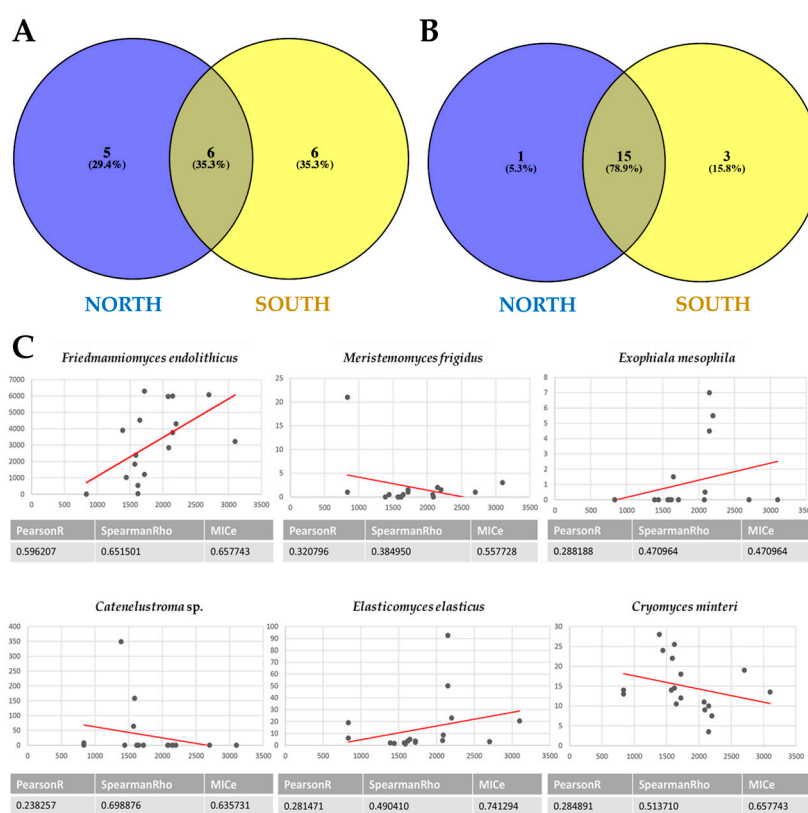 A
B
5
(29.4%)
6
(35.3%)
6
(35.3%)
1
(5.3%)
15
(78.9%)
3
(15.8%)
NORTH
SOUTH
NORTH
SOUTH
C
Friedmanniomyces endolithicus
Meristemomyces frigidus
Exophiala mesophila
7000
6000
5000
4000
3000
2000
1000
0
0 500 1000 1500 2000 2500 3000 3500
25
20
15
10
5
0
0 500 1000 1500 2000 2500 3000 3500
8
7
6
5
4
3
2
1
0
0 500 1000 1500 2000 2500 3000 3500
PearsonR SpearmanRho MICe
0.596207 0.651501 0.657743
PearsonR SpearmanRho MICe
0.320796 0.384950 0.557728
PearsonR SpearmanRho MICe
0.288188 0.470964 0.470964
Catenelustroma sp.
Elasticomyces elasticus
Cryomyces minteri
400
350
300
250
200
150
100
50
0
0 500 1000 1500 2000 2500 3000 3500
100
90
80
70
60
50
40
30
20
10
0
0 500 1000 1500 2000 2500 3000 3500
30
25
20
15
10
5
0
0 500 1000 1500 2000 2500 3000 3500
PearsonR SpearmanRho MICe
0.238257 0.698876 0.635731
PearsonR SpearmanRho MICe
0.281471 0.490410 0.741294
PearsonR SpearmanRho MICe
0.284891 0.513710 0.657743